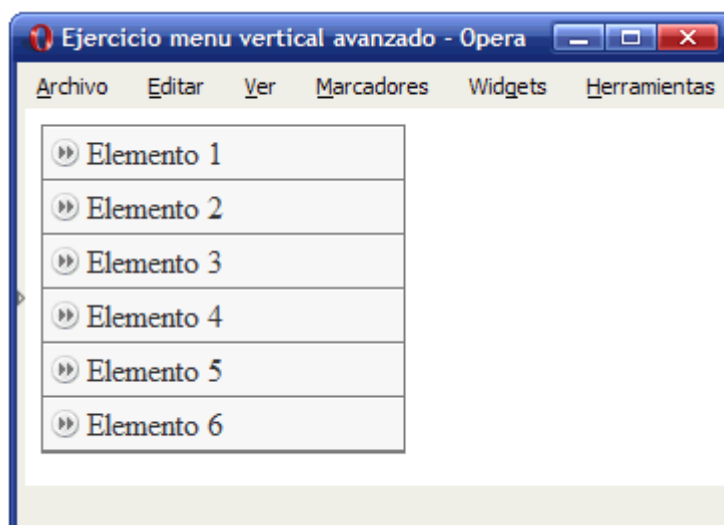 Ejercicio menu vertical avanzado - Opera
Archivo Editar Ver Marcadores Widgets Herramientas
Elemento 1
Elemento 2
Elemento 3
Elemento 4
Elemento 5
Elemento 6